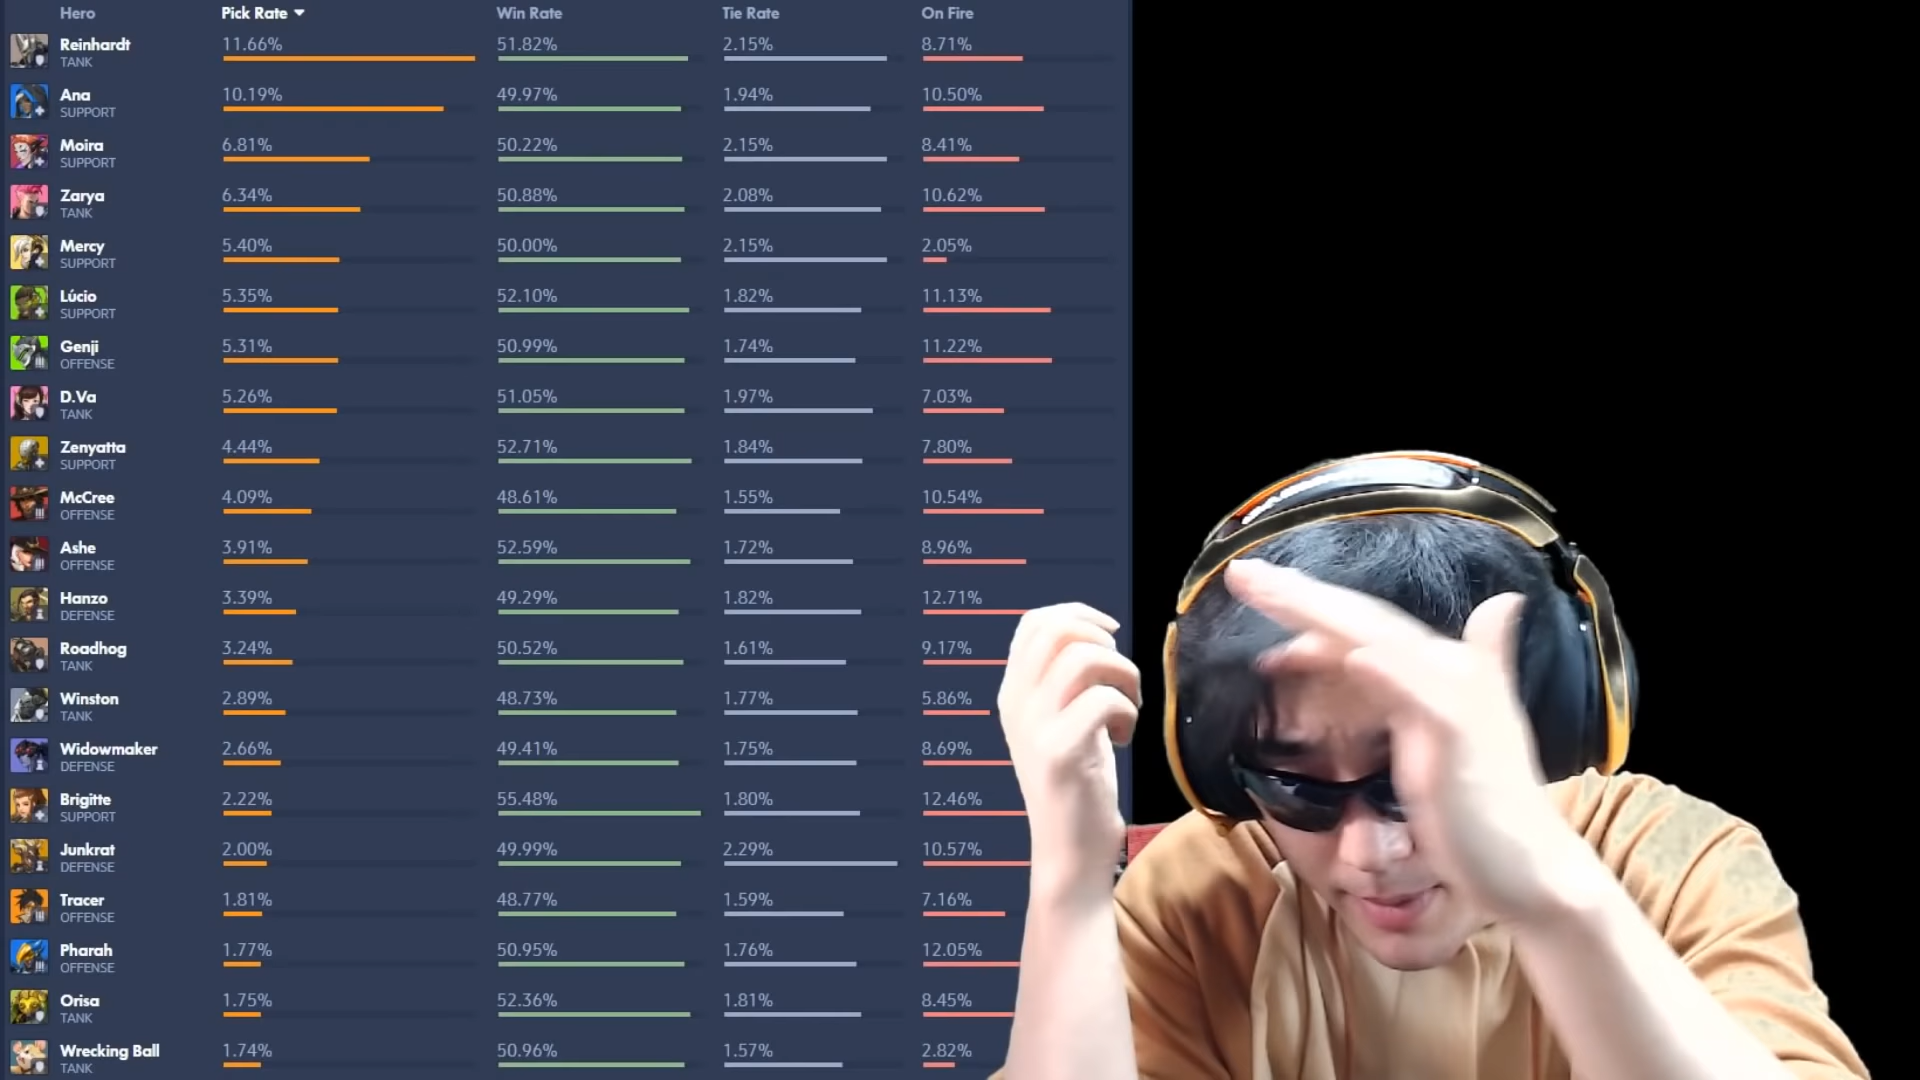 Hero Pick Rate Win Rate Tie Rate On Fire
Reinhardt 11.66% 51.82% 2.15% 8.71%
TANK
Ana 10.19% 49.97% 1.94% 10.50%
SUPPORT
Moira 6.81% 50.22% 2.15% 8.41%
SUPPORT
Zarya 6.34% 50.88% 2.08% 10.62%
TANK
Mercy 5.40% 50.00% 2.15% 2.05%
SUPPORT
Lúcio 5.35% 52.10% 1.82% 11.13%
SUPPORT
Genji 5.31% 50.99% 1.74% 11.22%
OFFENSE
D.Va 5.26% 51.05% 1.97% 7.03%
TANK
Zenyatta 4.44% 52.71% 1.84% 7.80%
SUPPORT
McCree 4.09% 48.61% 1.55% 10.54%
OFFENSE
Ashe 3.91% 52.59% 1.72% 8.96%
OFFENSE
Hanzo 3.39% 49.29% 1.82% 12.71%
DEFENSE
Roadhog 3.24% 50.52% 1.61% 9.17%
TANK
Winston 2.89% 48.73% 1.77% 5.86%
TANK
Widowmaker 2.66% 49.41% 1.75% 8.69%
DEFENSE
Brigitte 2.22% 55.48% 1.80% 12.46%
SUPPORT
Junkrat 2.00% 49.99% 2.29% 10.57%
DEFENSE
Tracer 1.81% 48.77% 1.59% 7.16%
OFFENSE
Pharah 1.77% 50.95% 1.76% 12.05%
OFFENSE
Orisa 1.75% 52.36% 1.81% 8.45%
TANK
Wrecking Ball 1.74% 50.96% 1.57% 2.82%
TANK